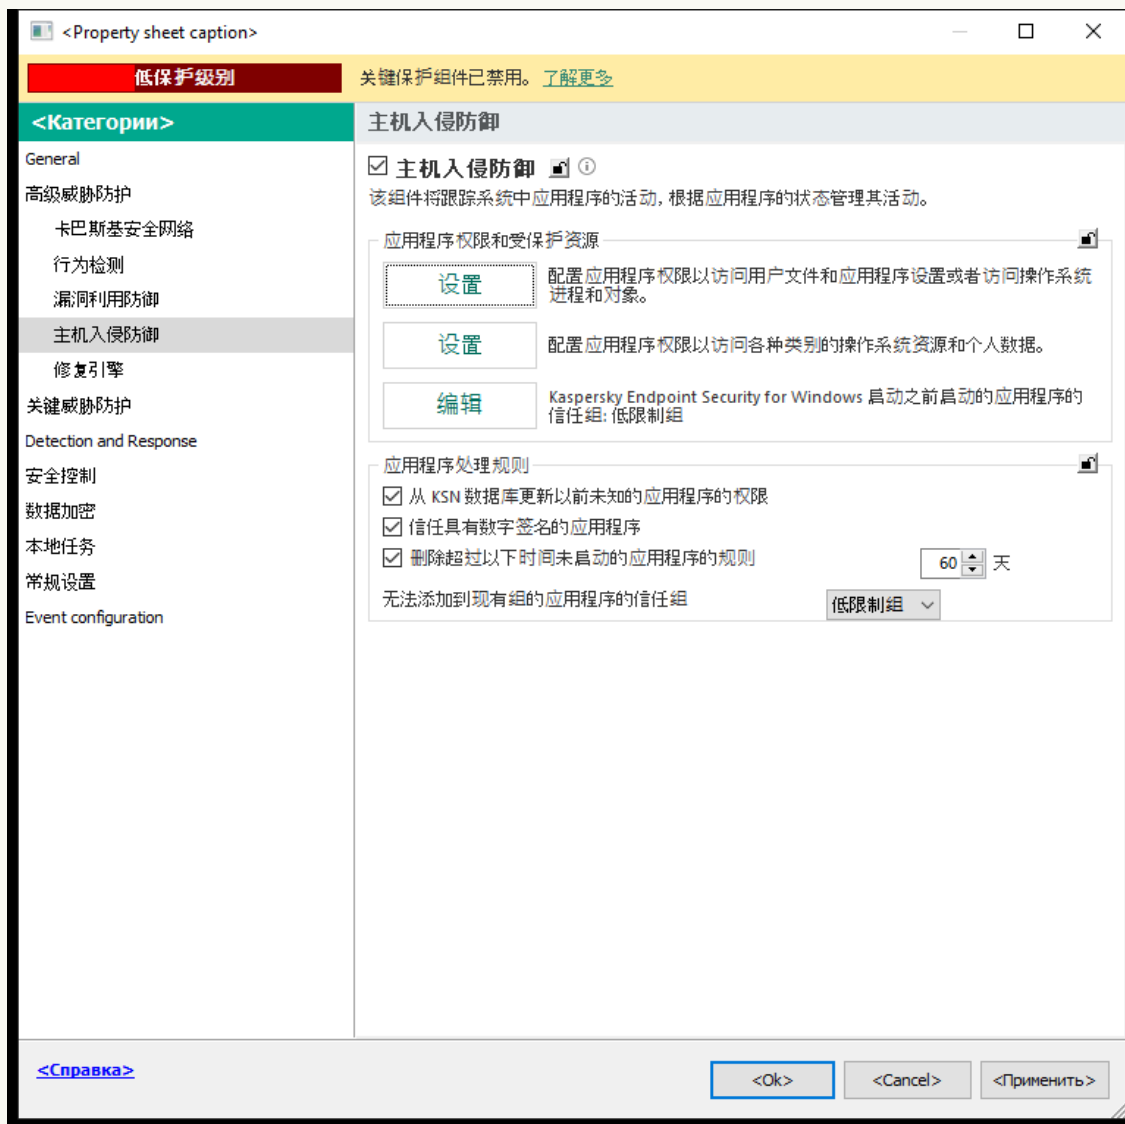 <Property sheet caption>
低保护级别
关键保护组件已禁用。 了解更多
<Категории>
General
高级威胁防护
卡巴斯基安全网络
行为检测
漏洞利用防御
主机入侵防御
修复引擎
关键威胁防护
Detection and Response
安全控制
数据加密
本地任务
常规设置
Event configuration
主机入侵防御
主机入侵防御
该组件将跟踪系统中应用程序的活动, 根据应用程序的状态管理其活动。
应用程序权限和受保护资源
设置
配置应用程序权限以访问用户文件和应用程序设置或者访问操作系统
进程和对象。
设置
配置应用程序权限以访问各种类别的操作系统资源和个人数据。
编辑
Kaspersky Endpoint Security for Windows 启动之前启动的应用程序的
信任组: 低限制组
应用程序处理规则
从 KSN 数据库更新以前未知的应用程序的权限
信任具有数字签名的应用程序
删除超过以下时间未启动的应用程序的规则
60 天
无法添加到现有组的应用程序的信任组
低限制组
<Справка>
<Ok>
<Cancel>
<Применить>